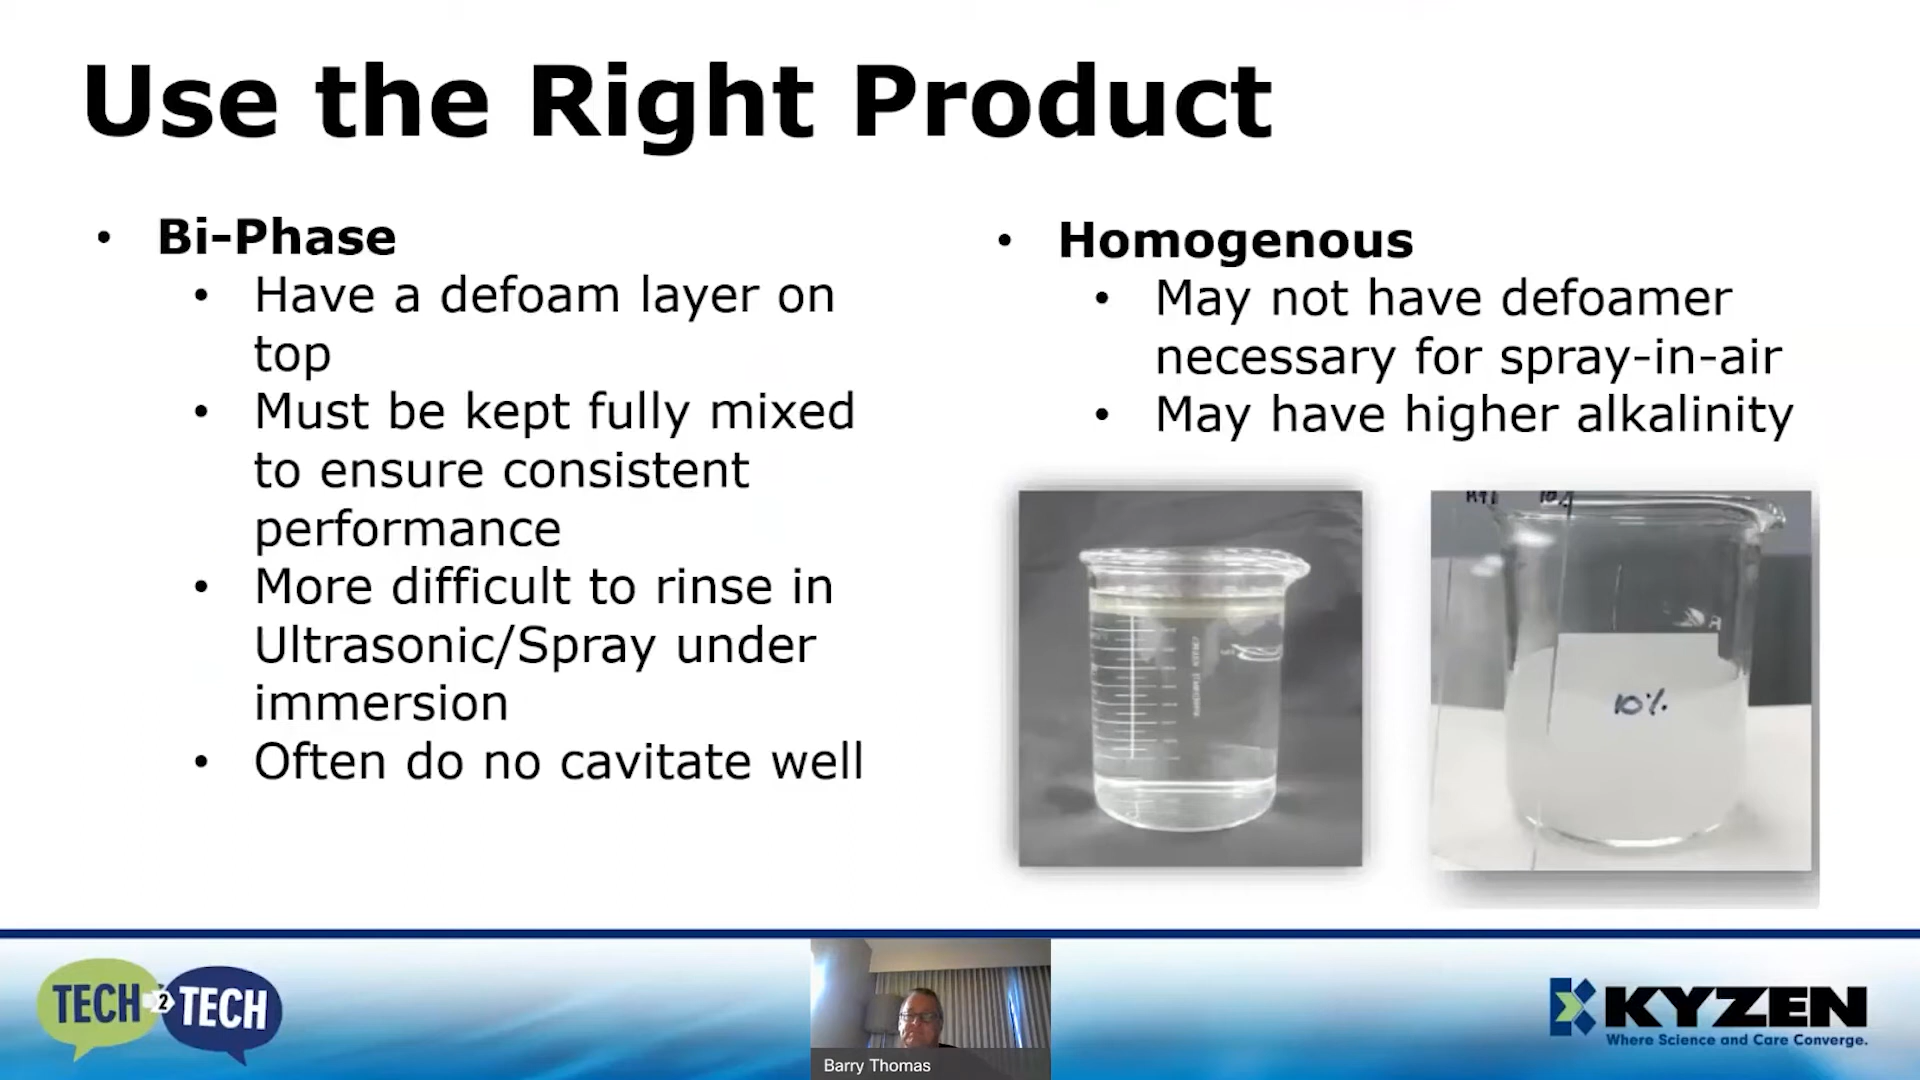 Use the Right Product
• Bi-Phase
• Have a defoam layer on
top
• Must be kept fully mixed
to ensure consistent
performance
• More difficult to rinse in
Ultrasonic/Spray under
immersion
• Often do no cavitate well
• Homogenous
• May not have defoamer
necessary for spray-in-air
• May have higher alkalinity
10%
TECH 2 TECH
Barry Thomas
KYZEN
Where Science and Care Converge.